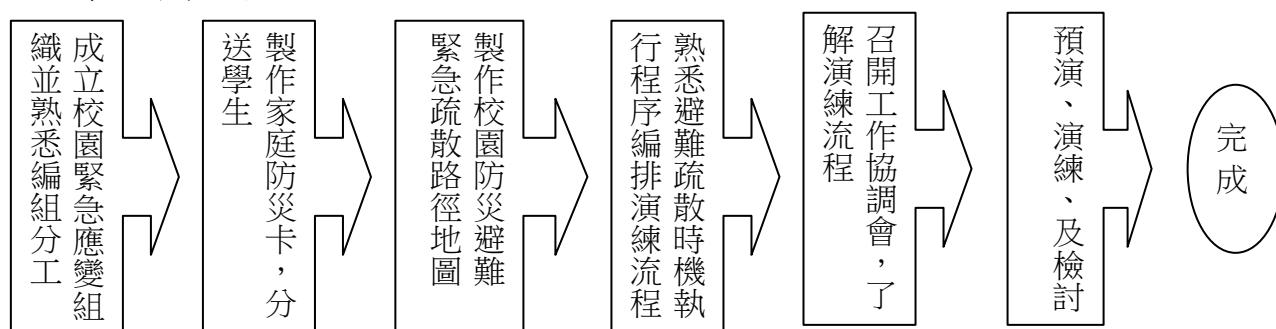 成立校園緊急應變組
織並熟悉編組分工
製作家庭防災卡，分
送學生
製作校園防災避難
緊急疏散路徑地圖
熟悉避難疏散時機執
行程序編排演練流程
召開工作協調會，了
解演練流程
預演、演練、及檢討
完成